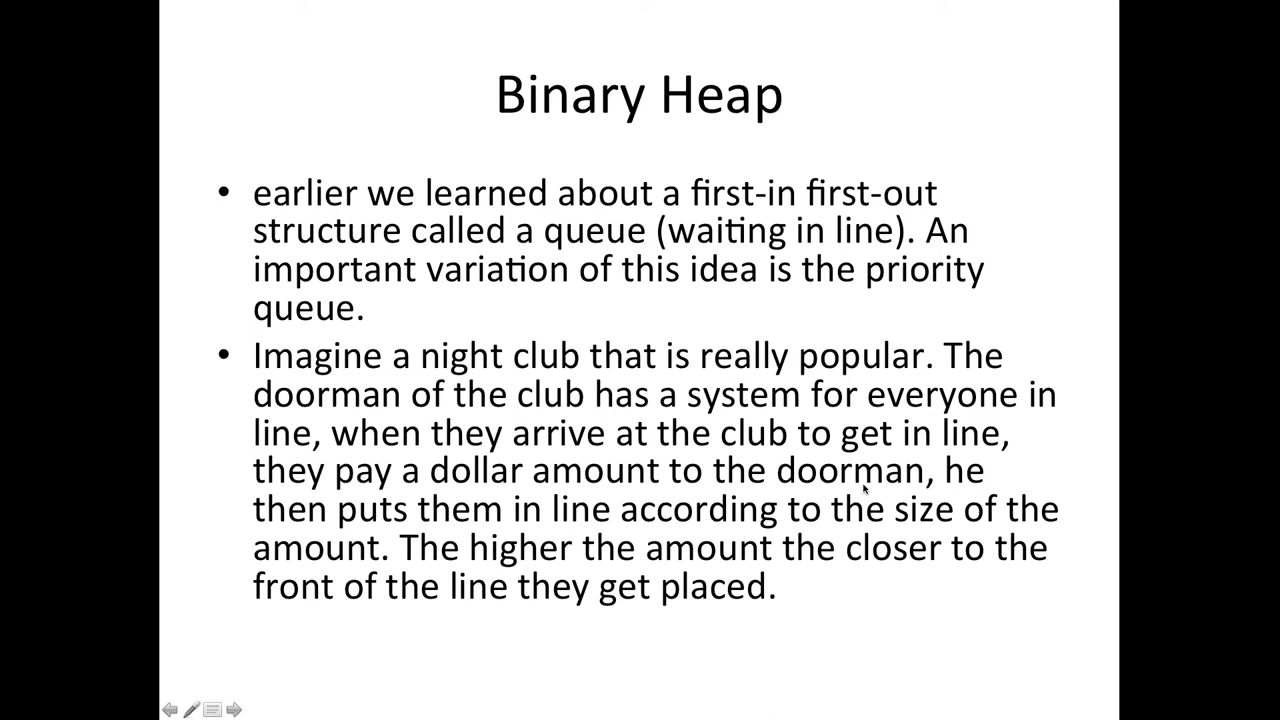 Binary Heap
• earlier we learned about a first-in first-out
structure called a queue (waiting in line). An
important variation of this idea is the priority
queue.
• Imagine a night club that is really popular. The
doorman of the club has a system for everyone in
line, when they arrive at the club to get in line,
they pay a dollar amount to the doorman, he
then puts them in line according to the size of the
amount. The higher the amount the closer to the
front of the line they get placed.